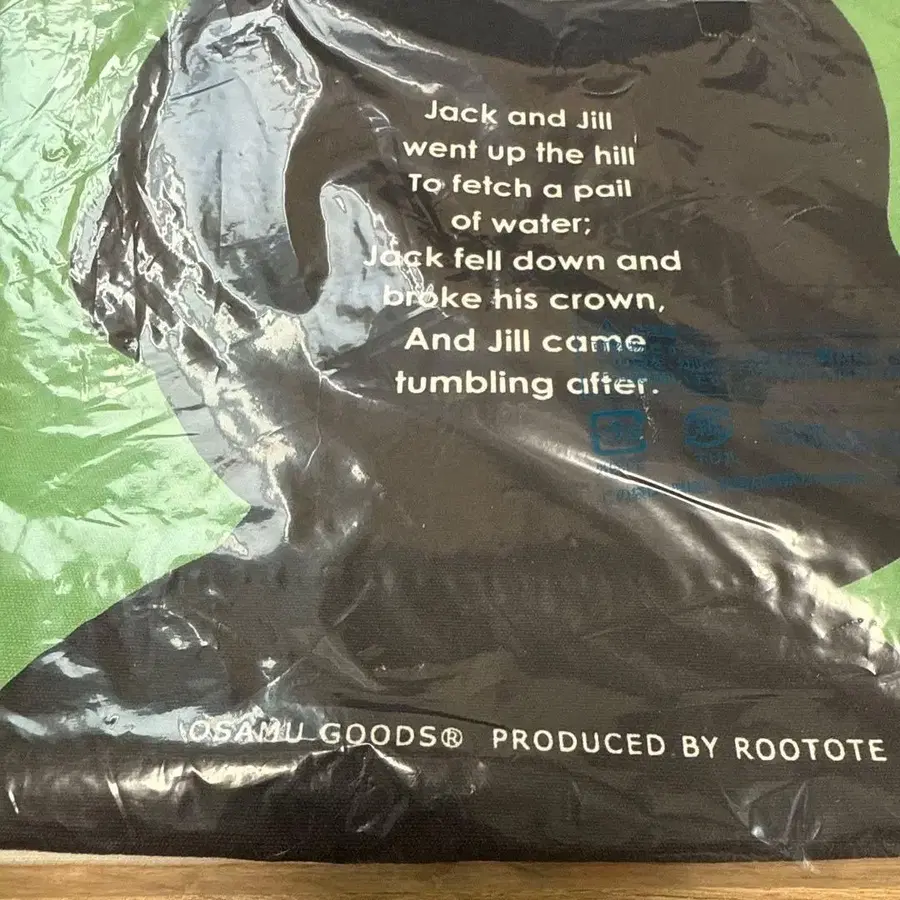 Jack and Jill
went up the hill
To fetch a pail
of water;
Jack fell down and
broke his crown,
And Jill came
tumbling after.
OSAMU GOODS® PRODUCED BY ROOTOTE